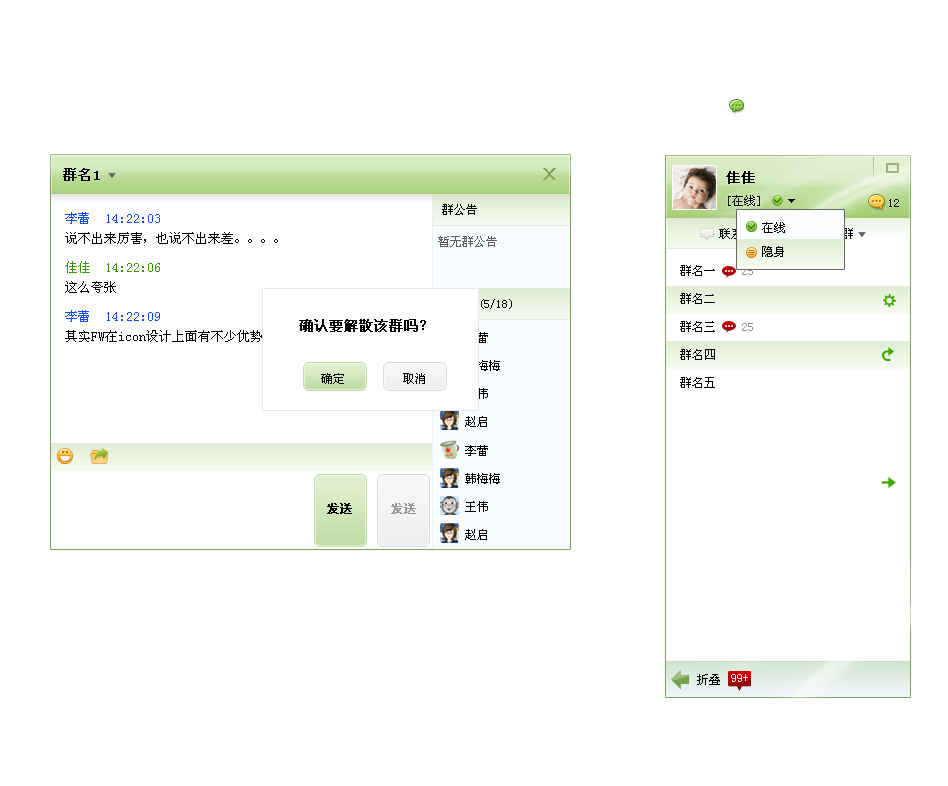 群名1
李蕾 14:22:03
说不出来厉害，也说不出来差。。。。
佳佳 14:22:06
这么夸张
李蕾 14:22:09
其实FW在icon设计上面有不少优势
发送
发送
群公告
暂无群公告
(5/18)
蕾
梅梅
伟
赵启
李蕾
韩梅梅
王伟
赵启
确认要解散该群吗?
确定 取消
佳佳
[在线]
12
联系
群
在线
隐身
群名一 25
群名二
群名三 25
群名四
群名五
折叠 99+